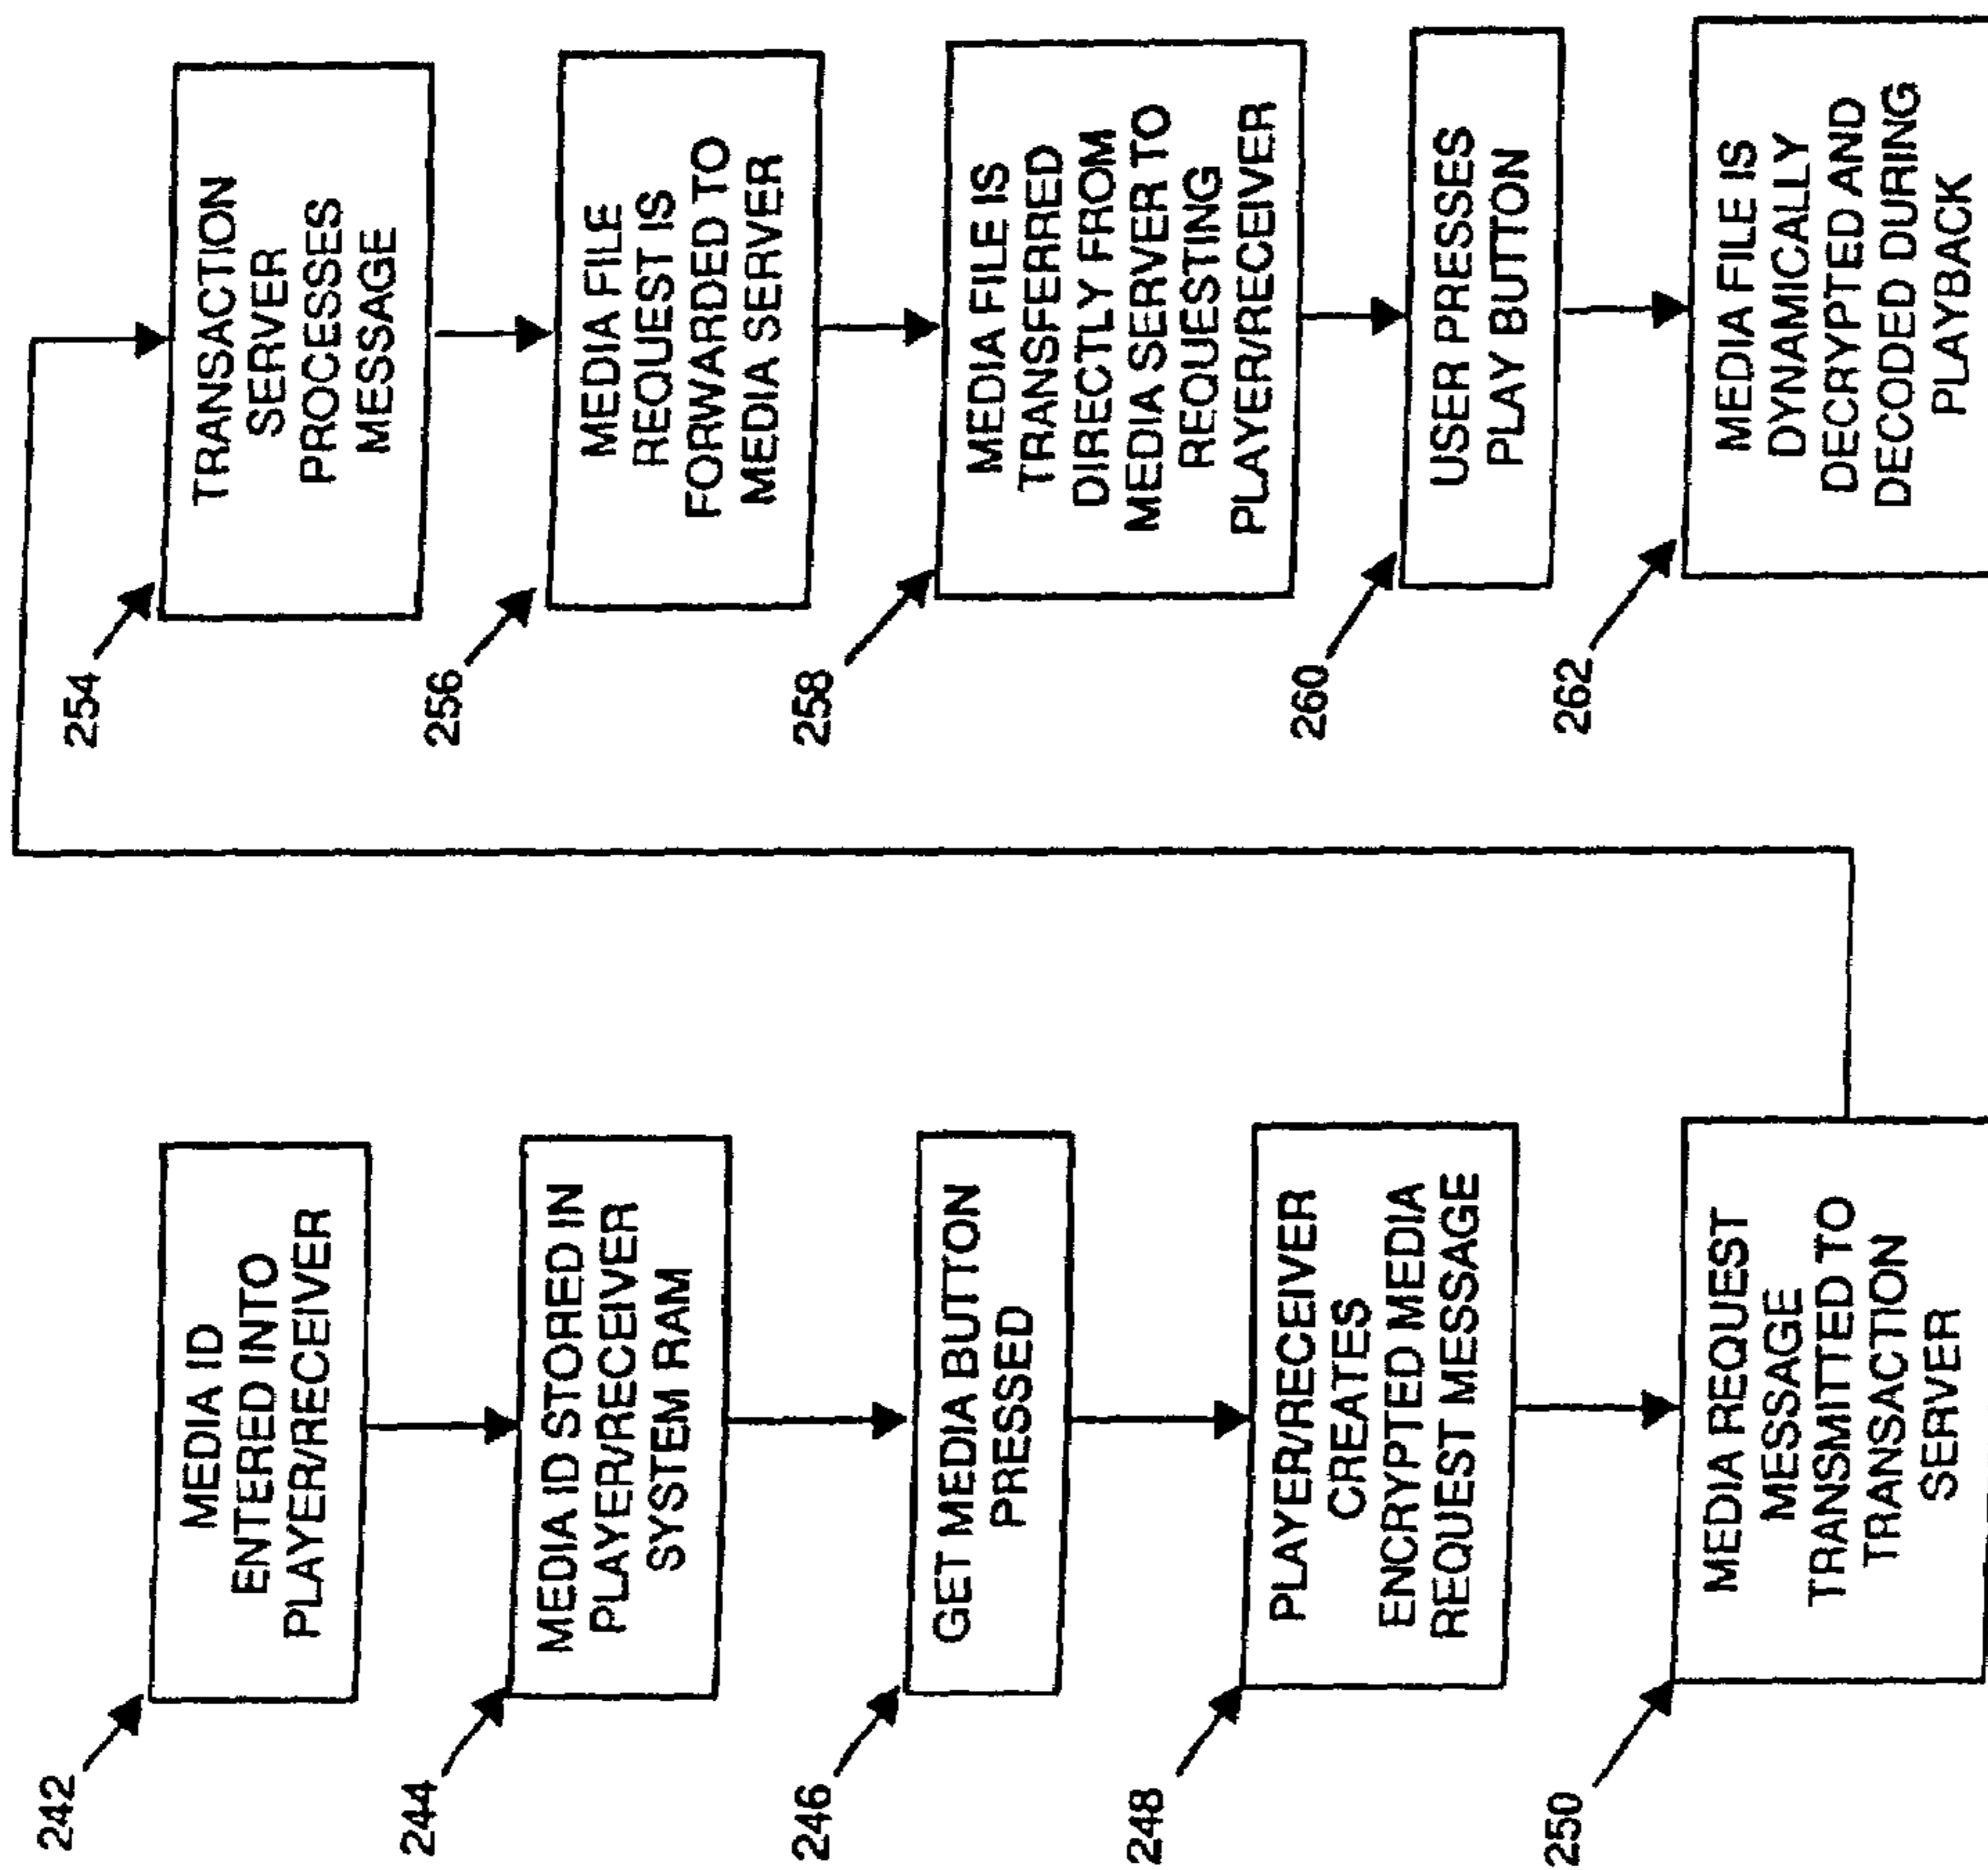 242
MEDIA ID
ENTERED INTO
PLAYER/RECEIVER
244
MEDIA ID STORED IN
PLAYER/RECEIVER
SYSTEM RAM
246
GET MEDIA BUTTON
PRESSED
248
PLAYER/RECEIVER
CREATES
ENCRYPTED MEDIA
REQUEST MESSAGE
250
MEDIA REQUEST
MESSAGE
TRANSMITTED TO
TRANSACTION
SERVER
254
TRANSACTION
SERVER
PROCESSES
MESSAGE
256
MEDIA FILE
REQUEST IS
FORWARDED TO
MEDIA SERVER
258
MEDIA FILE IS
TRANSFERRED
DIRECTLY FROM
MEDIA SERVER TO
REQUESTING
PLAYER/RECEIVER
260
USER PRESSES
PLAY BUTTON
262
MEDIA FILE IS
DYNAMICALLY
DECRYPTED AND
DECODED DURING
PLAYBACK